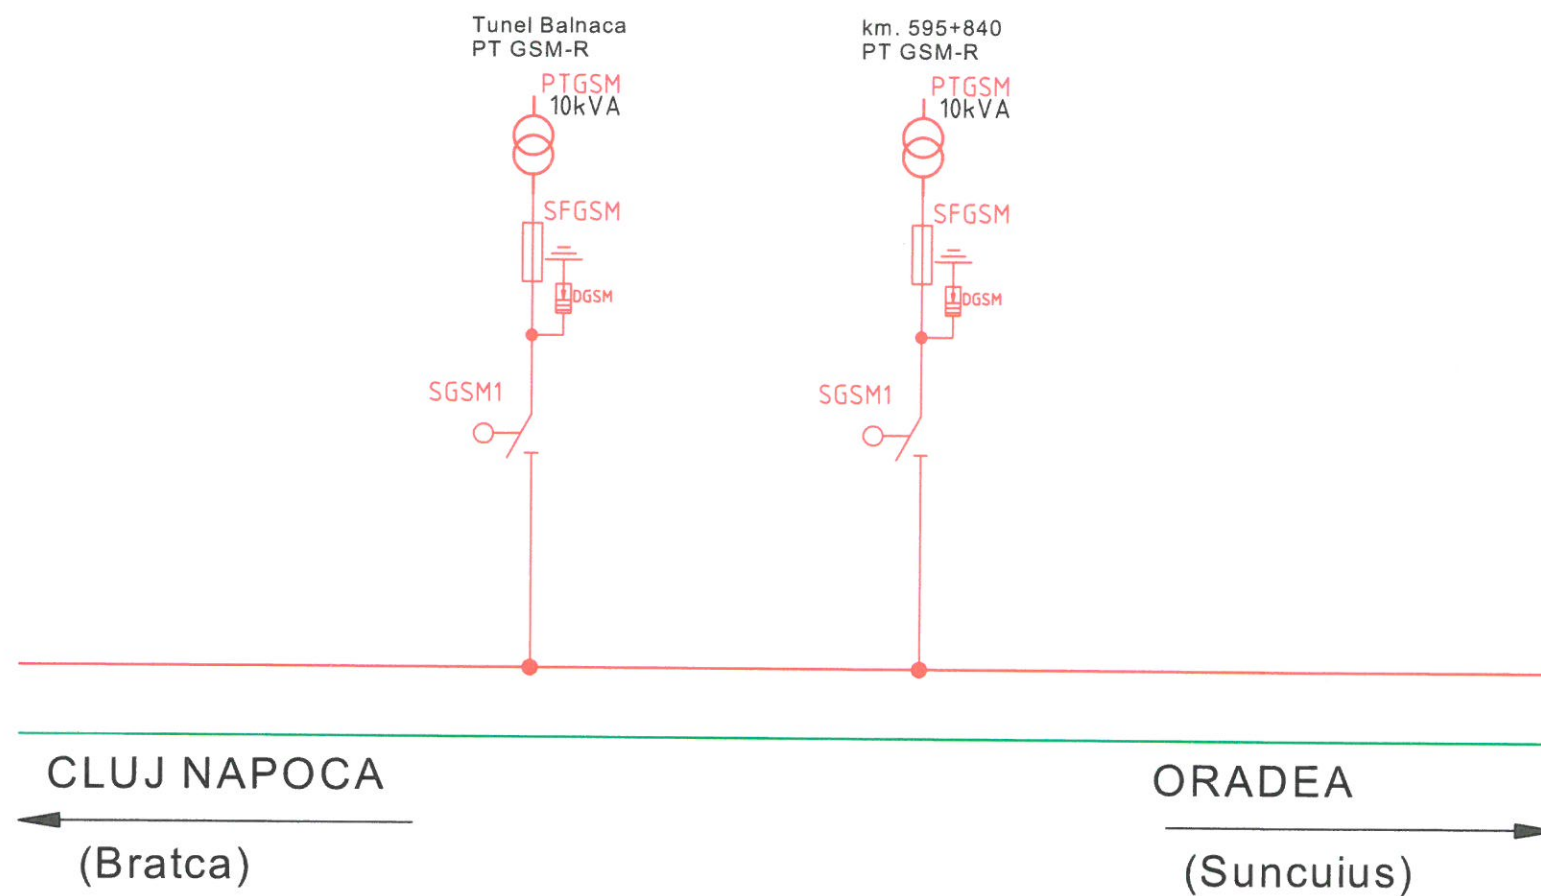 Tunel Balnaca
PT GSM-R
PTGSM
10kVA
SFGSM
DGSM
SGSM1
km. 595+840
PT GSM-R
PTGSM
10kVA
SFGSM
DGSM
SGSM1
CLUJ NAPOCA
(Bratca)
ORADEA
(Suncuius)